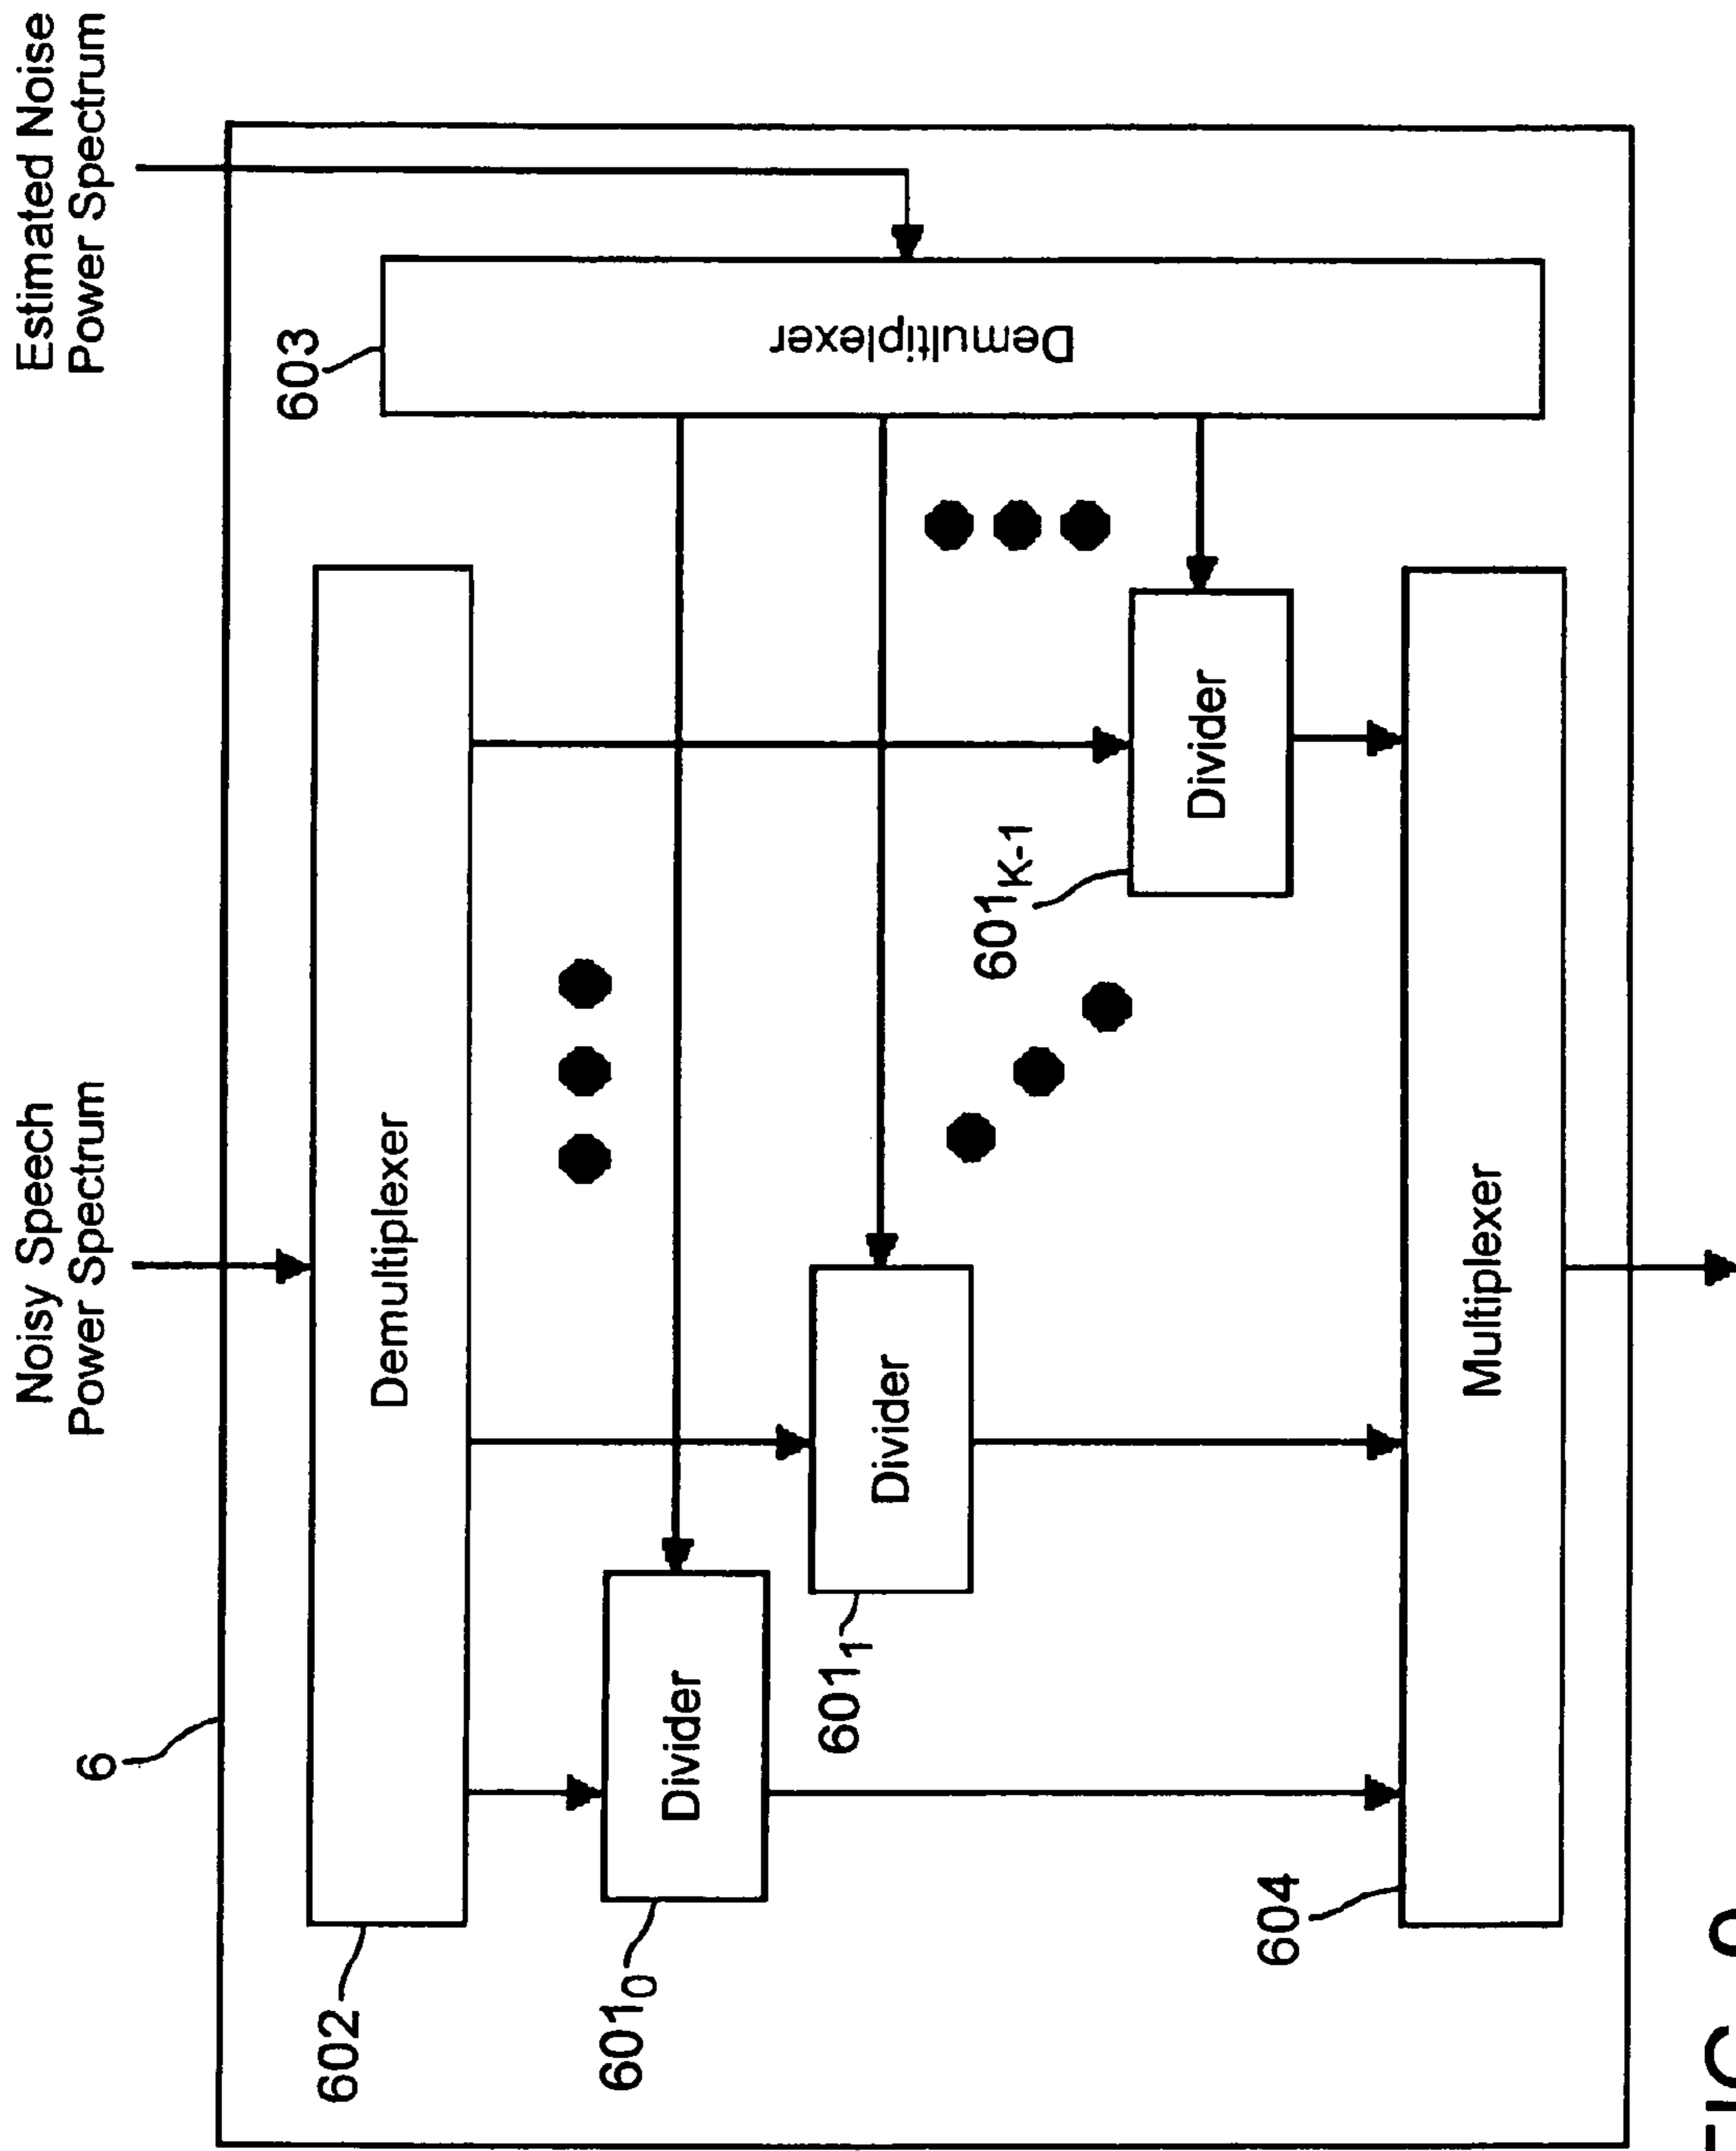 Noisy Speech
Power Spectrum
Estimated Noise
Power Spectrum
6
602
Demultiplexer
603
Demultiplexer
601₀
Divider
601₁
Divider
601K-1
Divider
604
Multiplexer
FIG.